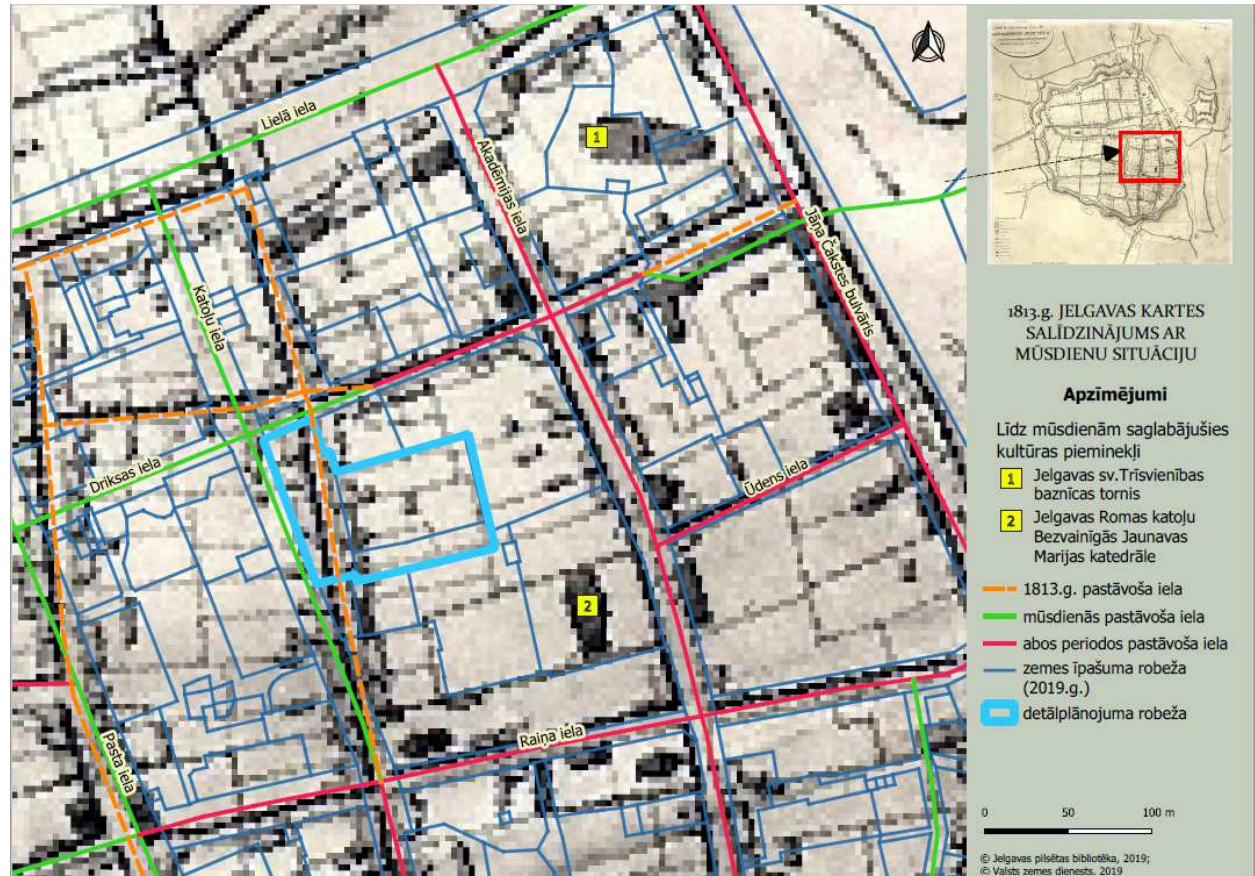 Lielā iela
Akadēmijas iela
1
Jāņa Čakstes bulvāris
Katoļu iela
Driksas iela
Ūdens iela
2
Raiņa iela
Pasta iela
1813.g. JELGAVAS KARTES
SALĪDZINĀJUMS AR
MŪSDIENU SITUĀCIJU
Apzīmējumi
Līdz mūsdienām saglabājušies
kultūras pieminekļi
1 Jelgavas sv.Trīsvienības
baznīcas tornis
2 Jelgavas Romas katoļu
Bezvainīgās Jaunavas
Marijas katedrāle
1813.g. pastāvoša iela
mūsdienās pastāvoša iela
abos periodos pastāvoša iela
zemes īpašuma robeža
(2019.g.)
detālplānojuma robeža
0 50 100 m
© Jelgavas pilsētas bibliotēka, 2019;
© Valsts zemes dienests, 2019